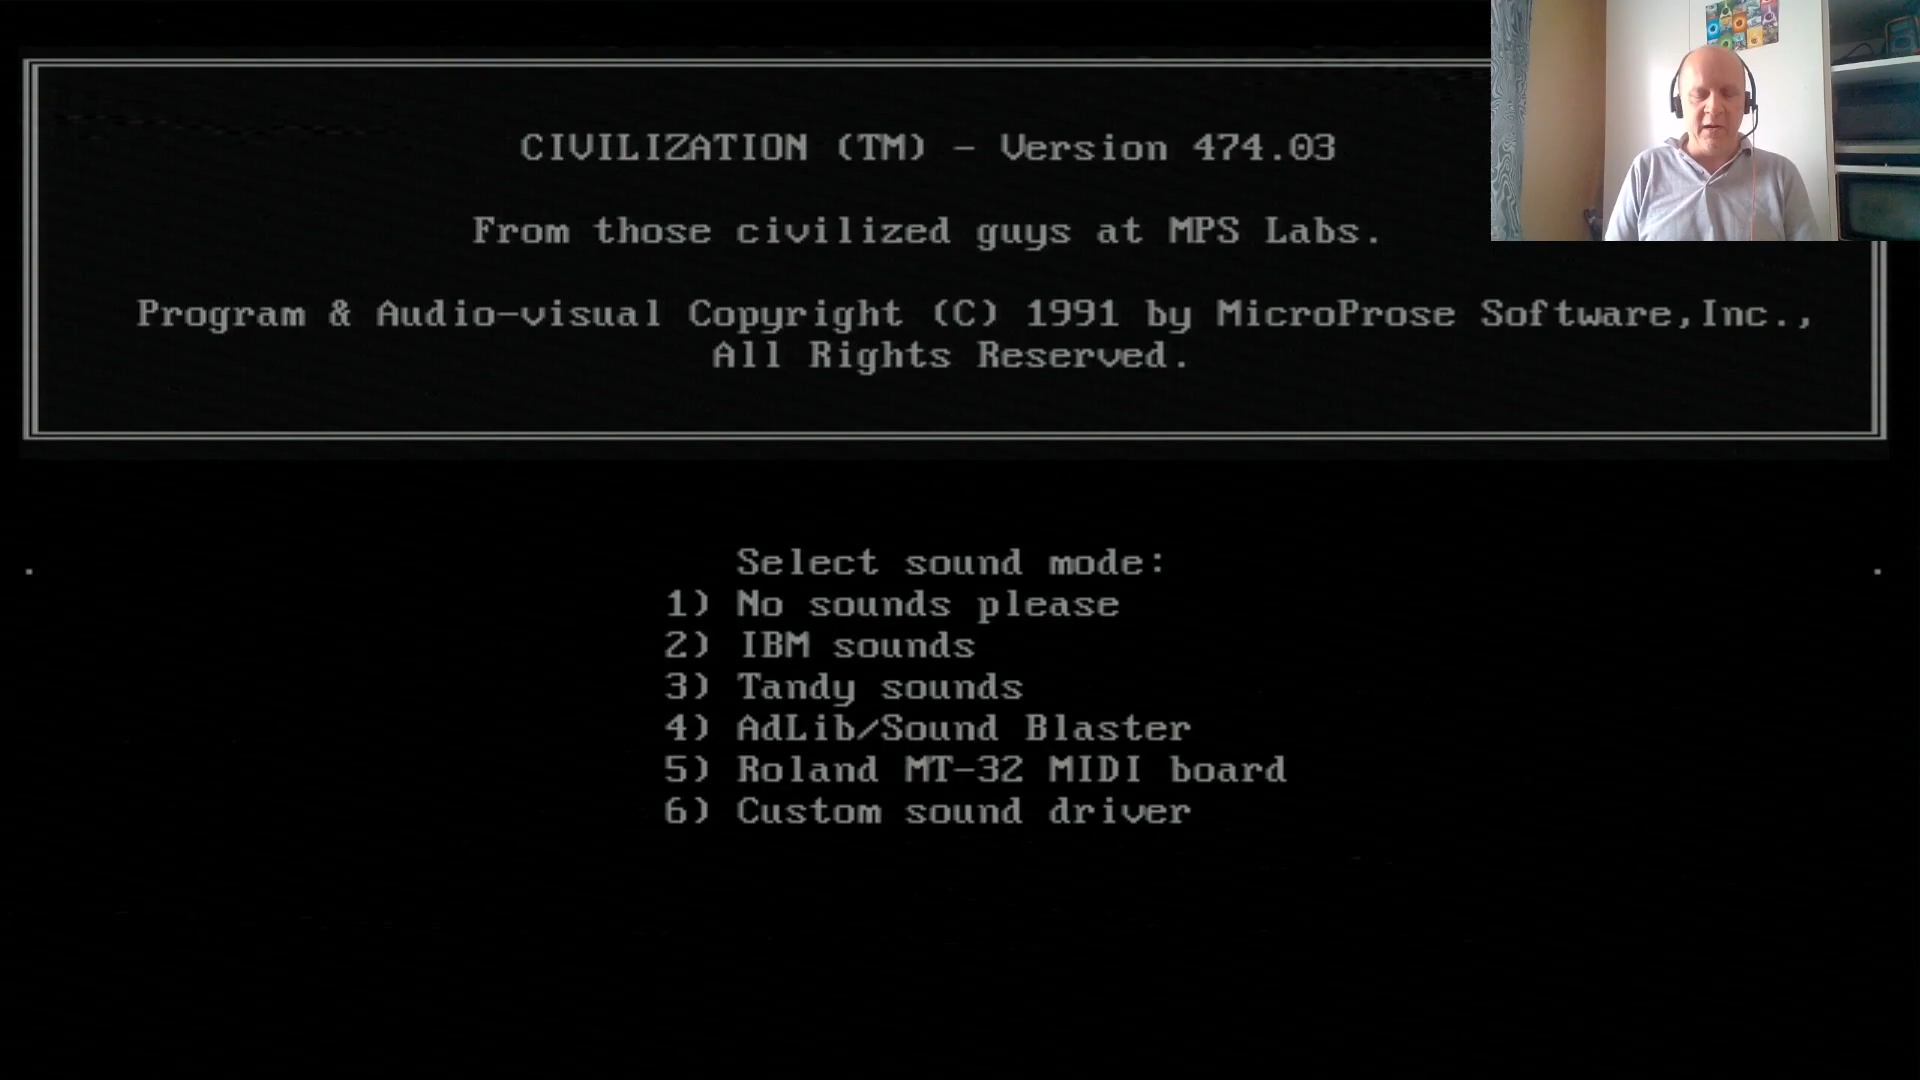 CIVILIZATION (TM) - Version 474.03
From those civilized guys at MPS Labs.
Program & Audio-visual Copyright (C) 1991 by MicroProse Software,Inc.,
All Rights Reserved.
. .
Select sound mode:
1) No sounds please
2) IBM sounds
3) Tandy sounds
4) AdLib/Sound Blaster
5) Roland MT-32 MIDI board
6) Custom sound driver